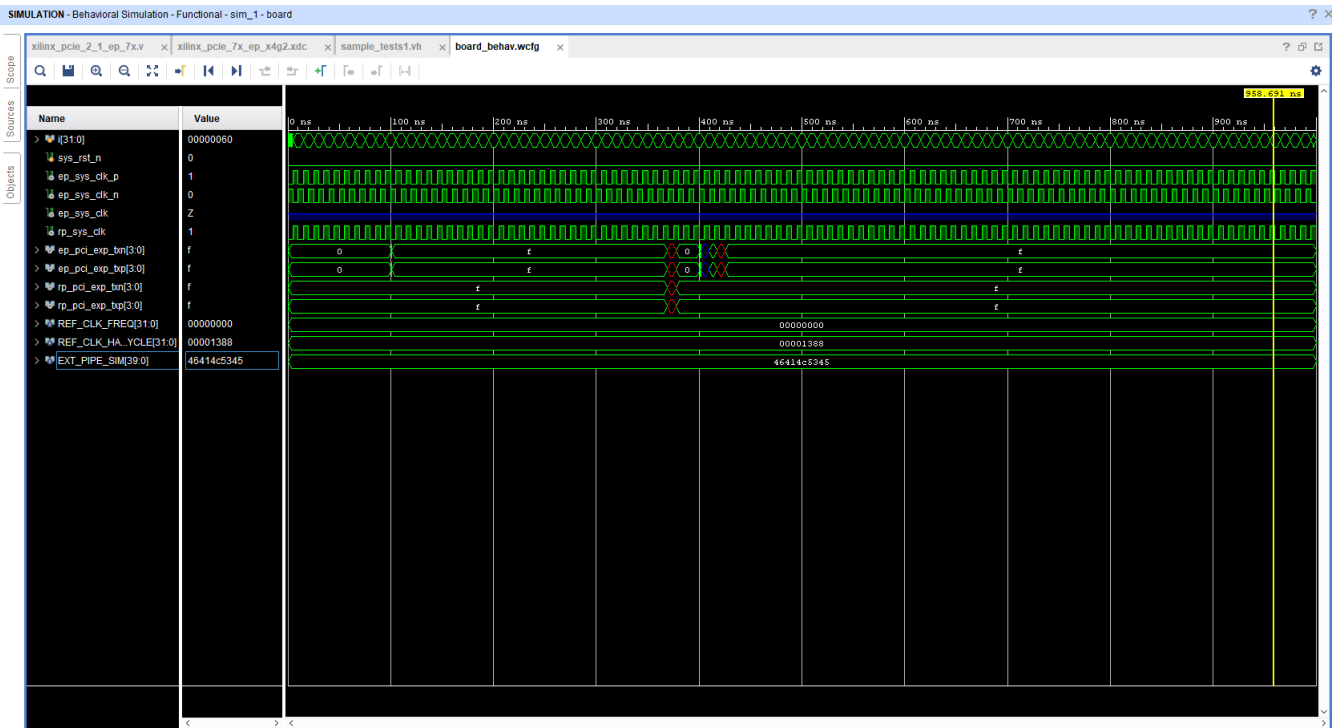 SIMULATION - Behavioral Simulation - Functional - sim_1 - board
xilinx_pcie_2_1_ep_7x.v
xilinx_pcie_7x_ep_x4g2.xdc
sample_tests1.vh
board_behav.wcfg
Scope
Sources
Objects
958.691 ns
Name Value
0 ns 100 ns 200 ns 300 ns 400 ns 500 ns 600 ns 700 ns 800 ns 900 ns
i[31:0] 00000060
sys_rst_n 0
ep_sys_clk_p 1
ep_sys_clk_n 0
ep_sys_clk Z
rp_sys_clk 1
ep_pci_exp_txn[3:0] f 0 f 0 f
ep_pci_exp_txp[3:0] f 0 f 0 f
rp_pci_exp_txn[3:0] f f f
rp_pci_exp_txp[3:0] f f f
REF_CLK_FREQ[31:0] 00000000 00000000
REF_CLK_HA..YCLE[31:0] 00001388 00001388
EXT_PIPE_SIM[39:0] 46414c5345 46414c5345